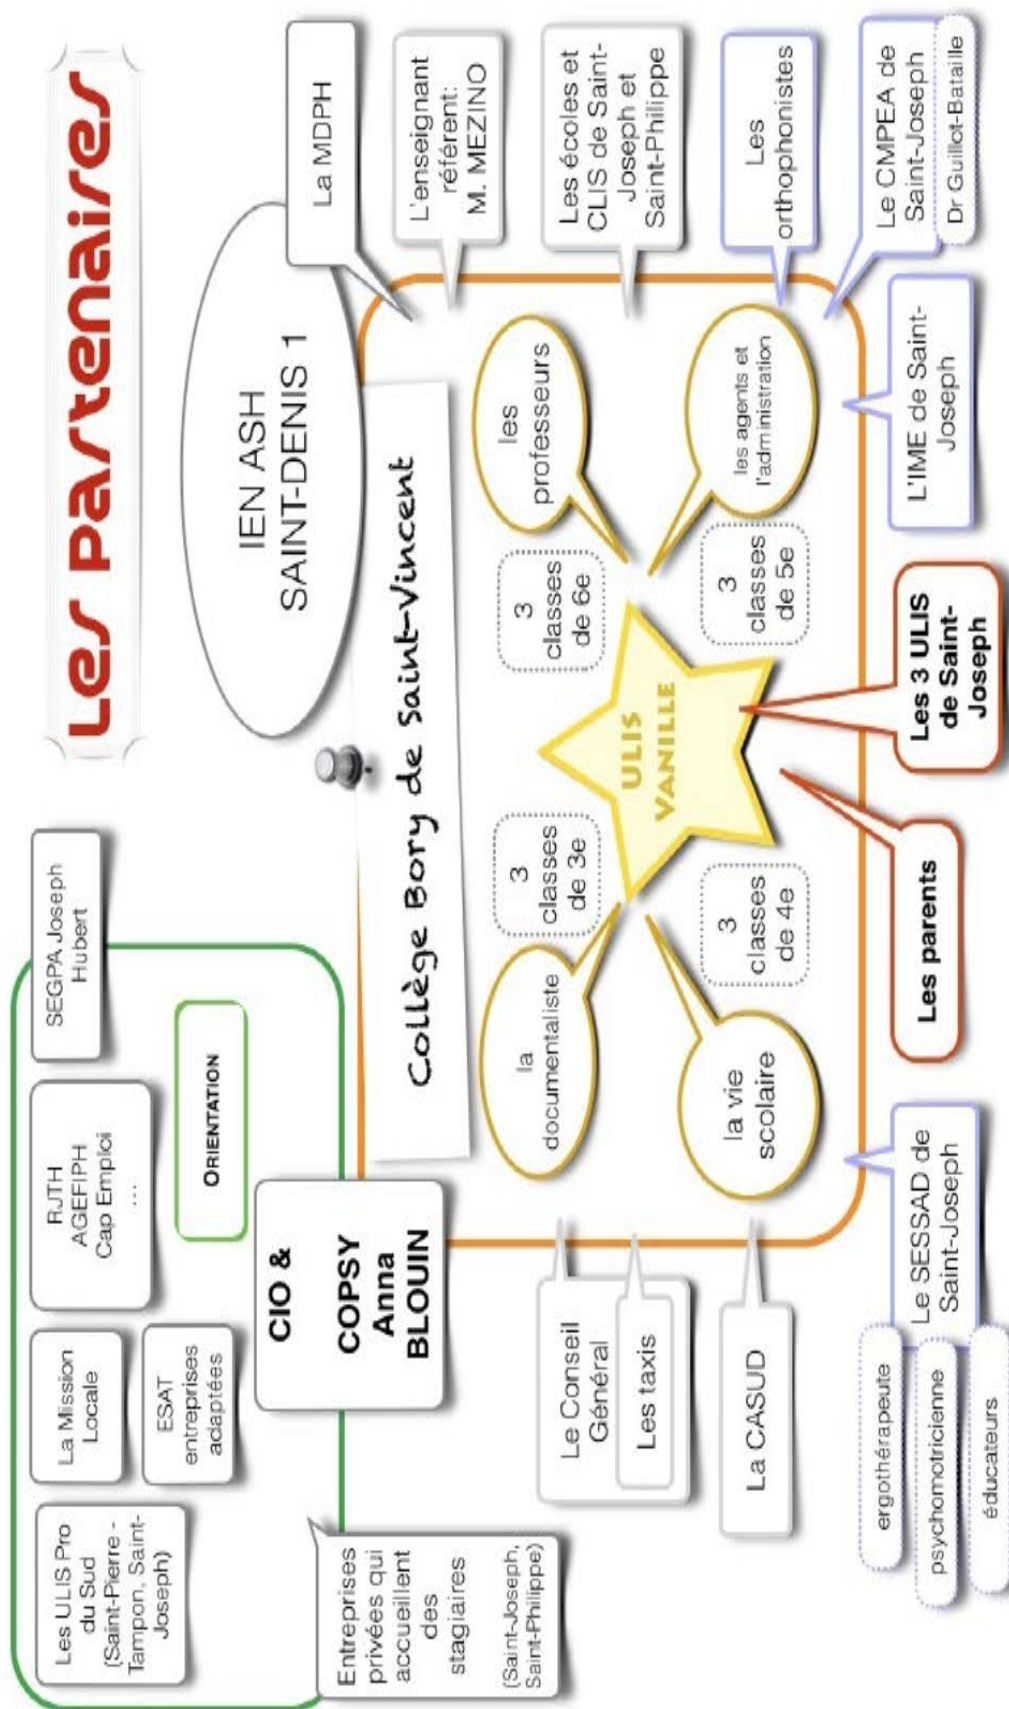 Les Partenaires
IEN ASH
SAINT-DENIS 1
SEGPA Joseph
Hubert
RJTH
AGEFIPH
Cap Emploi
...
La Mission
Locale
Les ULIS Pro
du Sud
(Saint-Pierre -
Tampon, Saint-
Joseph)
ESAT
entreprises
adaptées
ORIENTATION
CIO &
COPSY
Anna
BLOUIN
Entreprises
privées qui
accueillent
des
stagiaires
(Saint-Joseph,
Saint-Philippe)
Collège Bory de Saint-Vincent
La MDPH
L'enseignant
référent:
M. MEZINO
Les écoles et
CLIS de Saint-
Joseph et
Saint-Philippe
Les
orthophonistes
Le CMPEA de
Saint-Joseph
Dr Guillot-Bataille
la
documentaliste
3
classes
de 3e
3
classes
de 6e
les
professeurs
ULIS
VANILLE
la vie
scolaire
3
classes
de 4e
3
classes
de 5e
les agents et
l'administration
Le Conseil
Général
Les taxis
La CASUD
Le SESSAD de
Saint-Joseph
ergothérapeute
psychomotricienne
éducateurs
Les parents
Les 3 ULIS
de Saint-
Joseph
L'IME de Saint-
Joseph